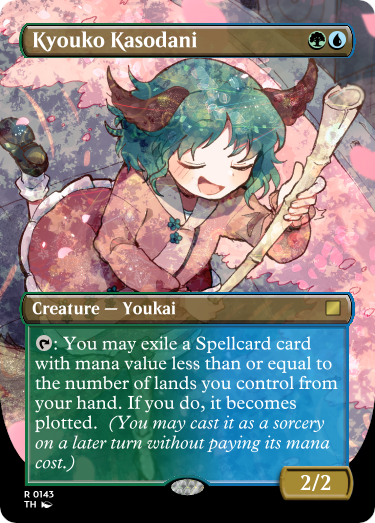 Kyouko Kasodani
Creature — Youkai
: You may exile a Spellcard card
with mana value less than or equal to
the number of lands you control from
your hand. If you do, it becomes
plotted. (You may cast it as a sorcery
on a later turn without paying its mana
cost.)
2/2
R 0143
TH